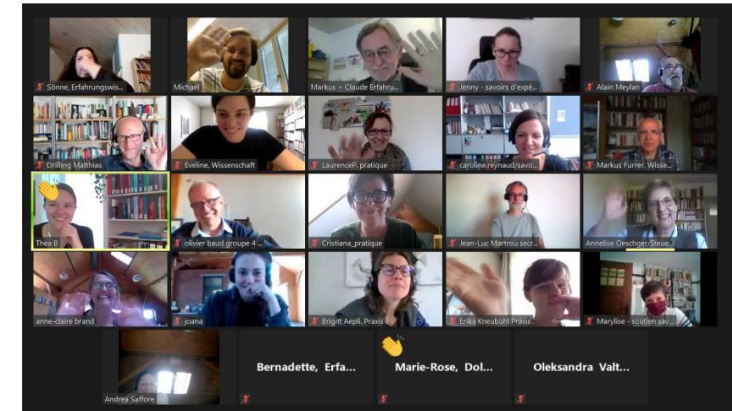 Sönne, Erfahrungswis...
Michael
Markus + Claude Erfahru...
Jenny - savoirs d'expé...
Alain Meylan
Drilling Matthias
Eveline, Wissenschaft
LaurenceP. pratique
caroline.reynaud/savo...
Markus Furrer, Wisse...
Thea B
olivier baud groupe 4 ...
Cristiana_pratique
Jean-Luc Martrou secr...
Annelise Oeschger/Steue...
anne-claire brand
joana
Brigitt Aepli, Praxis
Erika Kneubühl Praxis
Marylise - soutien sav...
Andrea Saffore
Bernadette, Erfa...
Marie-Rose, Dol...
Oleksandra Valt...